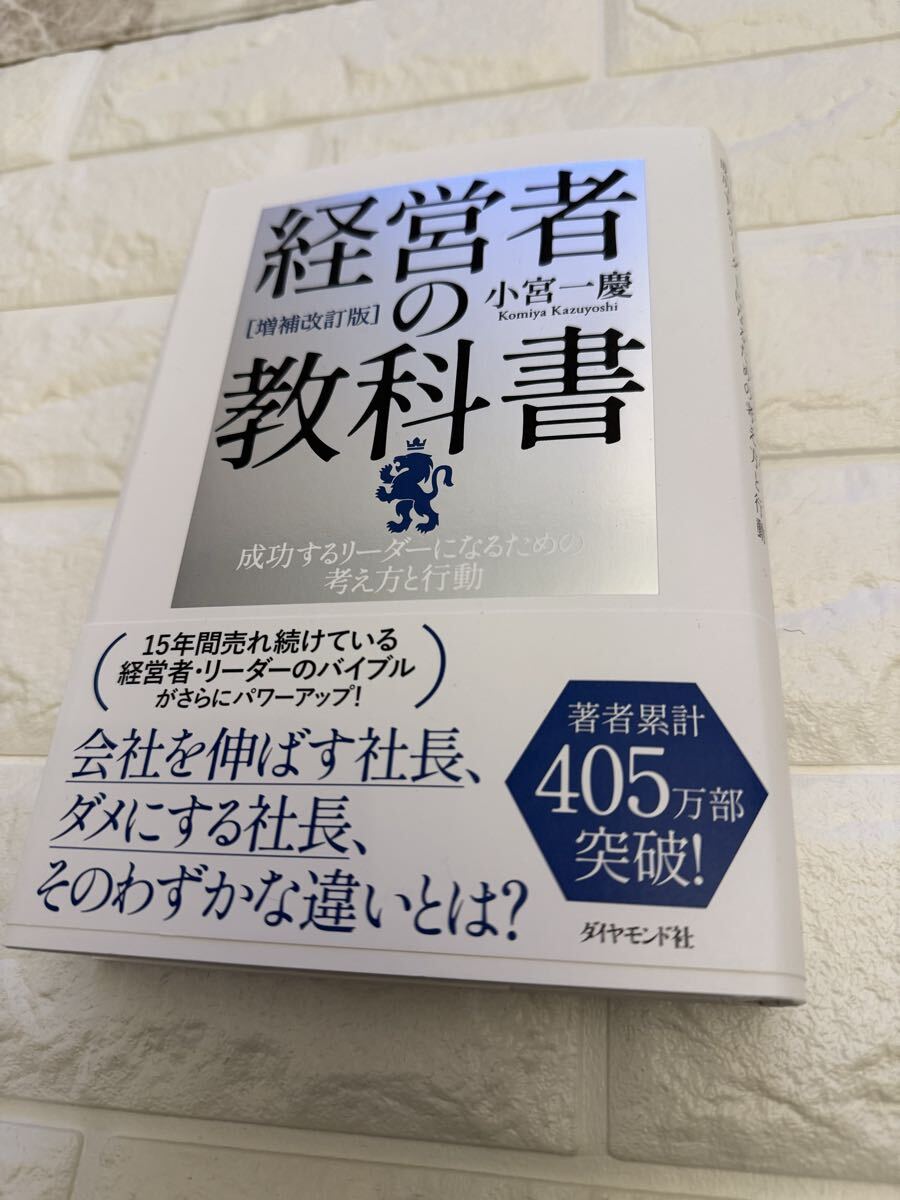 経営者
の
教科書
[増補改訂版]
小宮一慶
Komiya Kazuyoshi
成功するリーダーになるための
考え方と行動
15年間売れ続けている
経営者・リーダーのバイブル
がさらにパワーアップ!
会社を伸ばす社長、
ダメにする社長、
そのわずかな違いとは?
著者累計
405万部
突破!
ダイヤモンド社